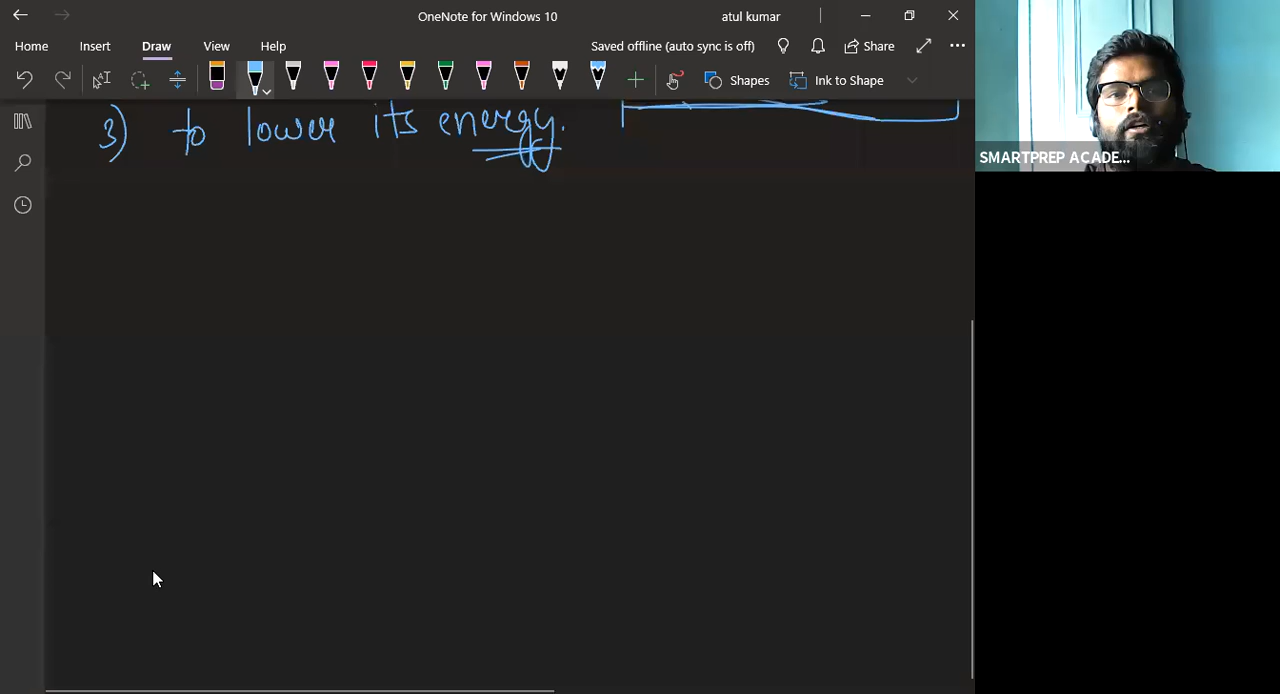 OneNote for Windows 10
atul kumar
Home Insert Draw View Help
Saved offline (auto sync is off)
Share
Shapes
Ink to Shape
3) to lower its energy.
SMARTPREP ACADE...